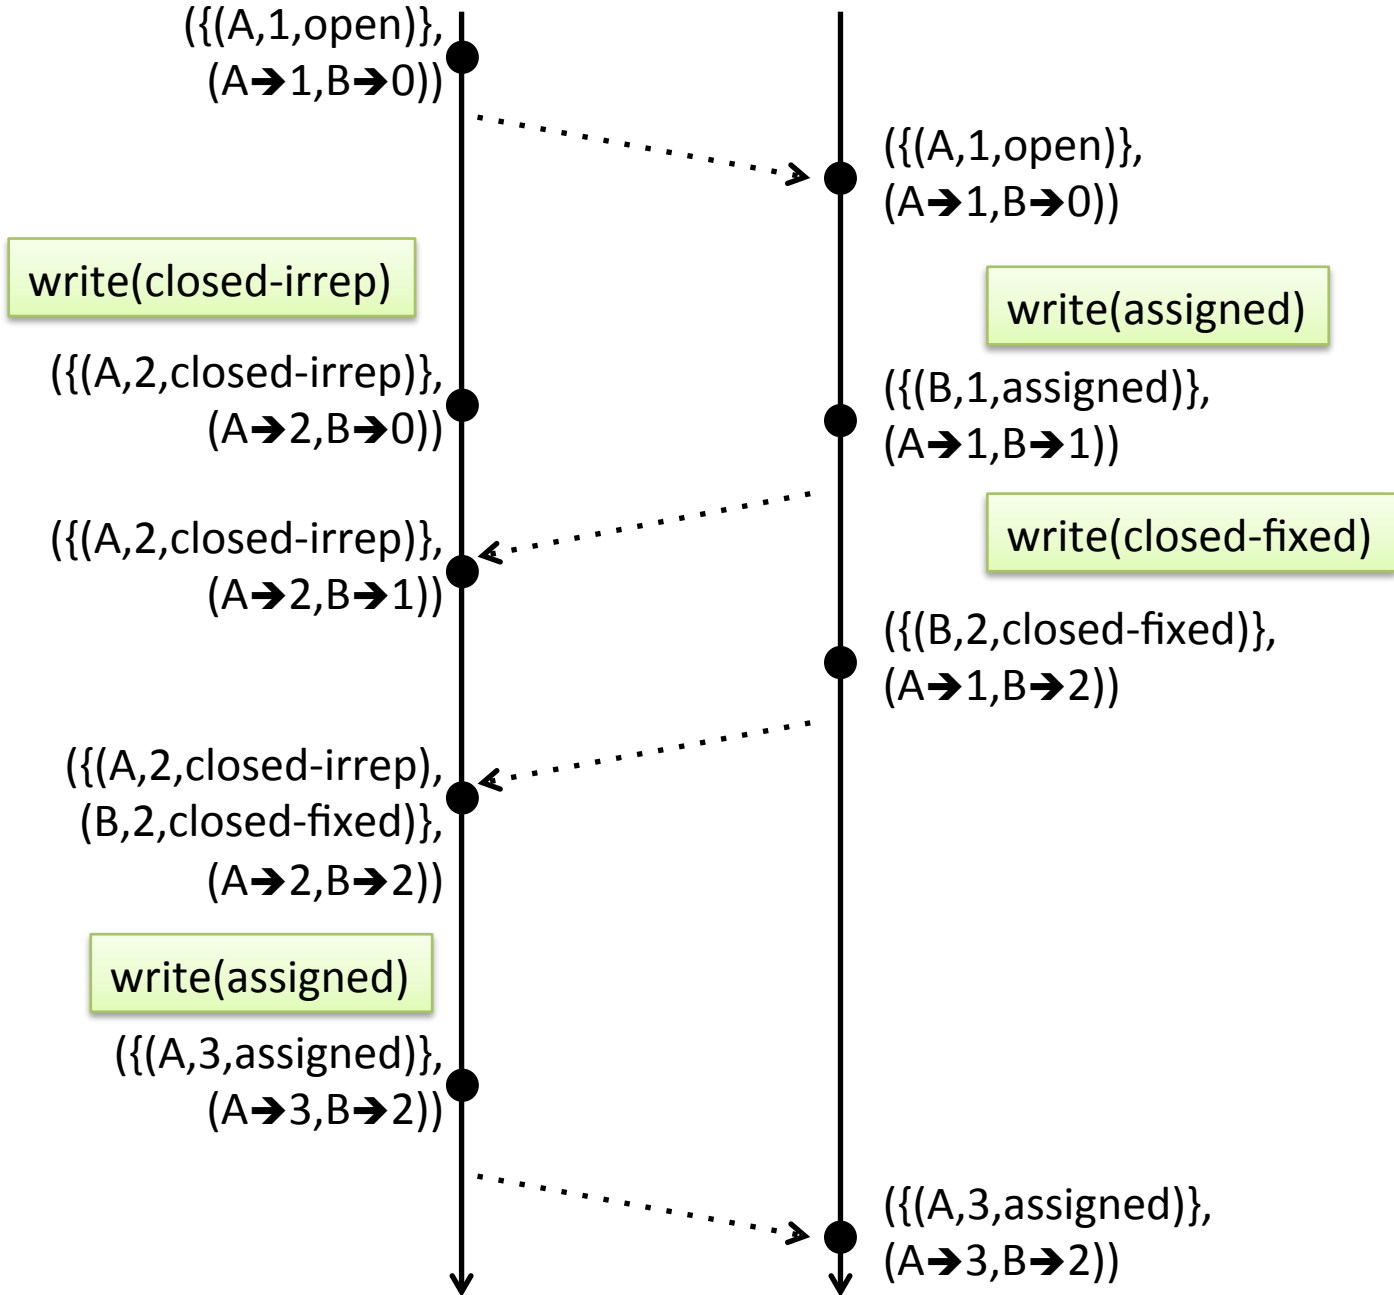 ({(A,1,open)},
(A➔1,B➔0))
({(A,1,open)},
(A➔1,B➔0))
write(closed-irrep)
write(assigned)
({(A,2,closed-irrep)},
(A➔2,B➔0))
({(B,1,assigned)},
(A➔1,B➔1))
({(A,2,closed-irrep)},
(A➔2,B➔1))
write(closed-fixed)
({(B,2,closed-fixed)},
(A➔1,B➔2))
({(A,2,closed-irrep),
(B,2,closed-fixed)},
(A➔2,B➔2))
write(assigned)
({(A,3,assigned)},
(A➔3,B➔2))
({(A,3,assigned)},
(A➔3,B➔2))